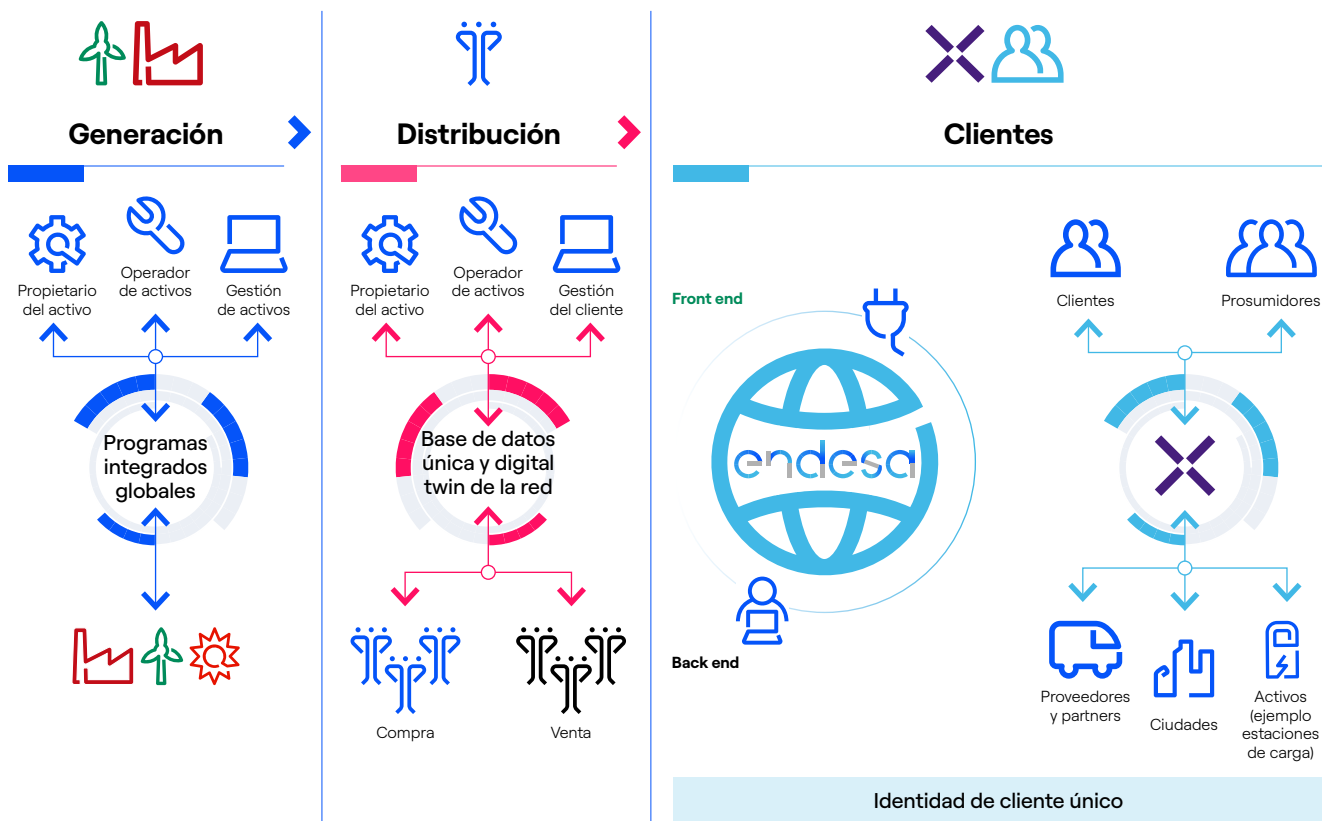 Generación
Distribución
Clientes
Propietario
del activo
Operador
de activos
Gestión
de activos
Programas
integrados
globales
Propietario
del activo
Operador
de activos
Gestión
del cliente
Base de datos
única y digital
twin de la red
Compra
Venta
Front end
endesa
Back end
Clientes
Prosumidores
Proveedores
y partners
Ciudades
Activos
(ejemplo
estaciones
de carga)
Identidad de cliente único